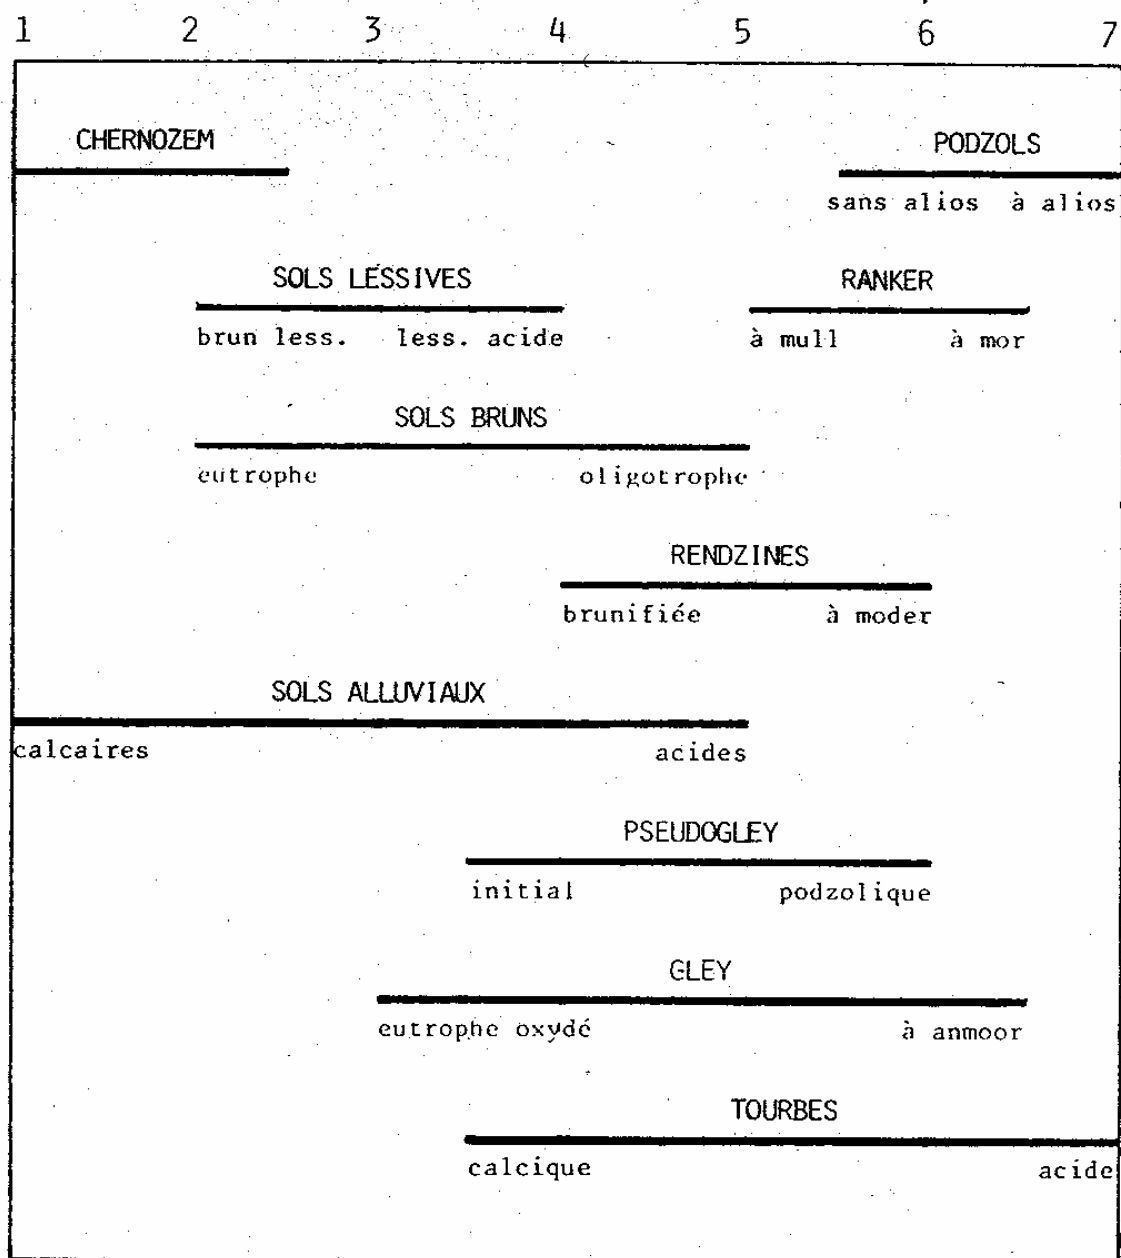 1 2 3 4 5 6 7
CHERNOZEM PODZOLS
sans alios à alios
SOLS LESSIVES RANKER
brun less. less. acide à mull à mor
SOLS BRUNS
eutrophe oligotrophe
RENDZINES
brunifiée à moder
SOLS ALLUVIAUX
calcaires acides
PSEUDOGLEY
initial podzolique
GLEY
eutrophe oxydé à anmoor
TOURBES
calcique acide